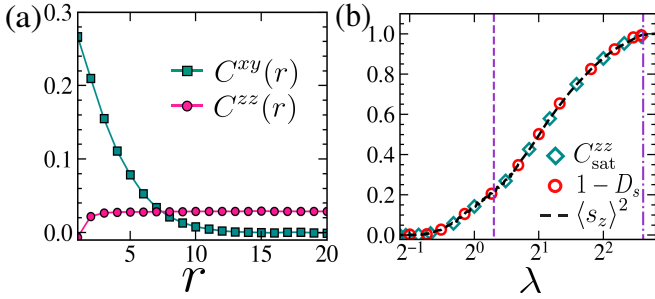 (a)
0.3
0.2
0.1
0.0
C^{xy}(r)
C^{zz}(r)
5 10 15 20
r
(b)
1.0
0.8
0.6
0.4
0.2
0.0
C^{zz}_{sat}
1 − D_s
⟨s_z⟩^2
2^{-1} 2^0 2^1 2^2
λ